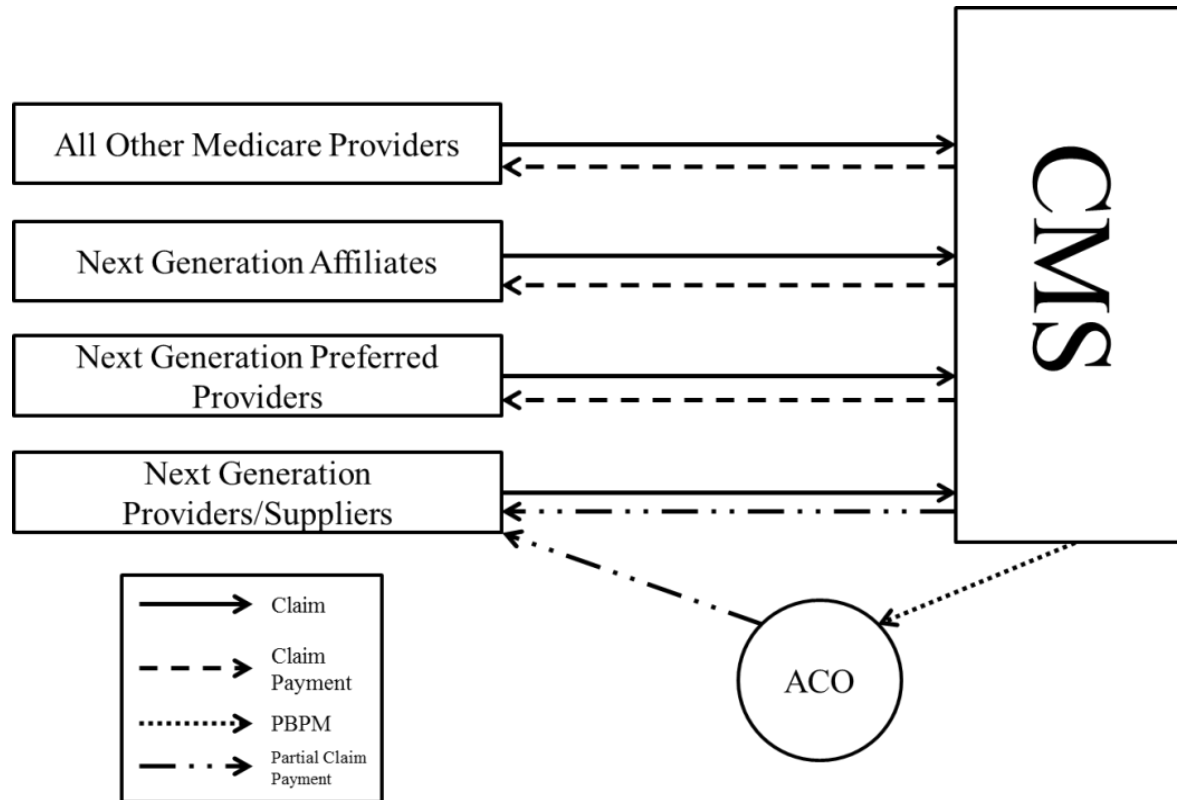 All Other Medicare Providers
Next Generation Affiliates
Next Generation Preferred
Providers
Next Generation
Providers/Suppliers
CMS
ACO
Claim
Claim
Payment
PBPM
Partial Claim
Payment